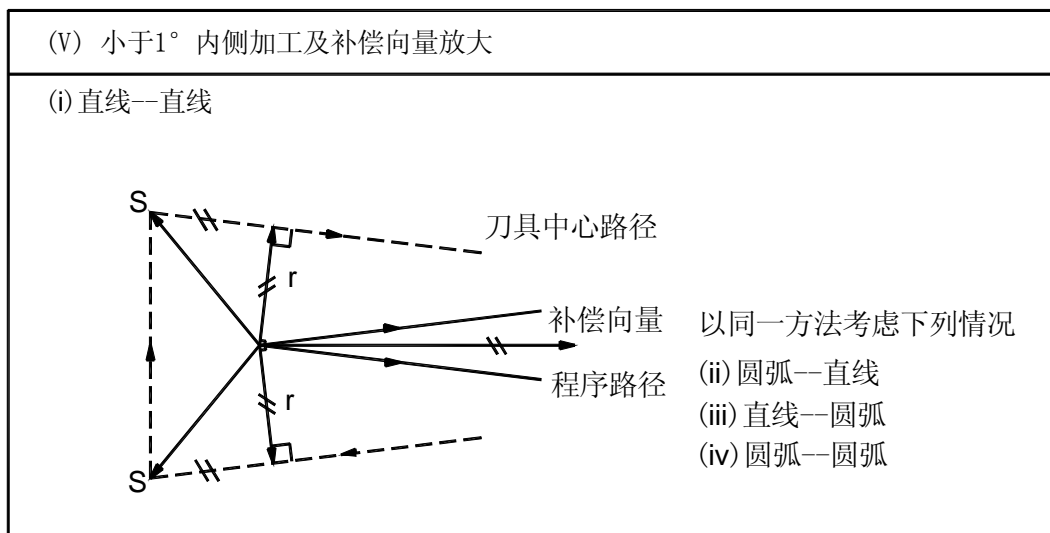 (V) 小于1° 内侧加工及补偿向量放大
(i)直线--直线
S
刀具中心路径
r
补偿向量
以同一方法考虑下列情况
程序路径
(ii)圆弧--直线
r
(iii)直线--圆弧
(iv)圆弧--圆弧
S